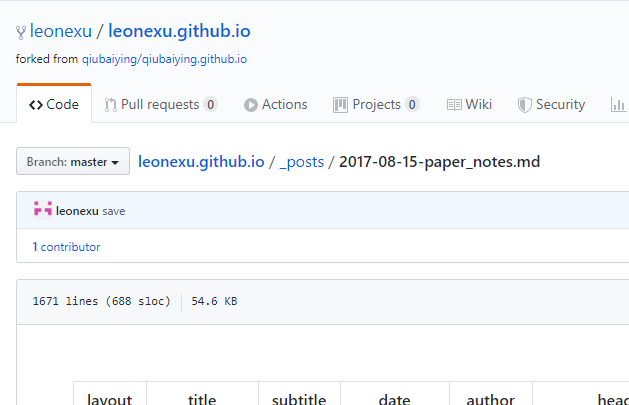 leonexu / leonexu.github.io
forked from qiubaiying/qiubaiying.github.io
Code Pull requests 0 Actions Projects 0 Wiki Security
Branch: master leonexu.github.io / _posts / 2017-08-15-paper_notes.md
leonexu save
1 contributor
1671 lines (688 sloc) 54.6 KB
layout title subtitle date author